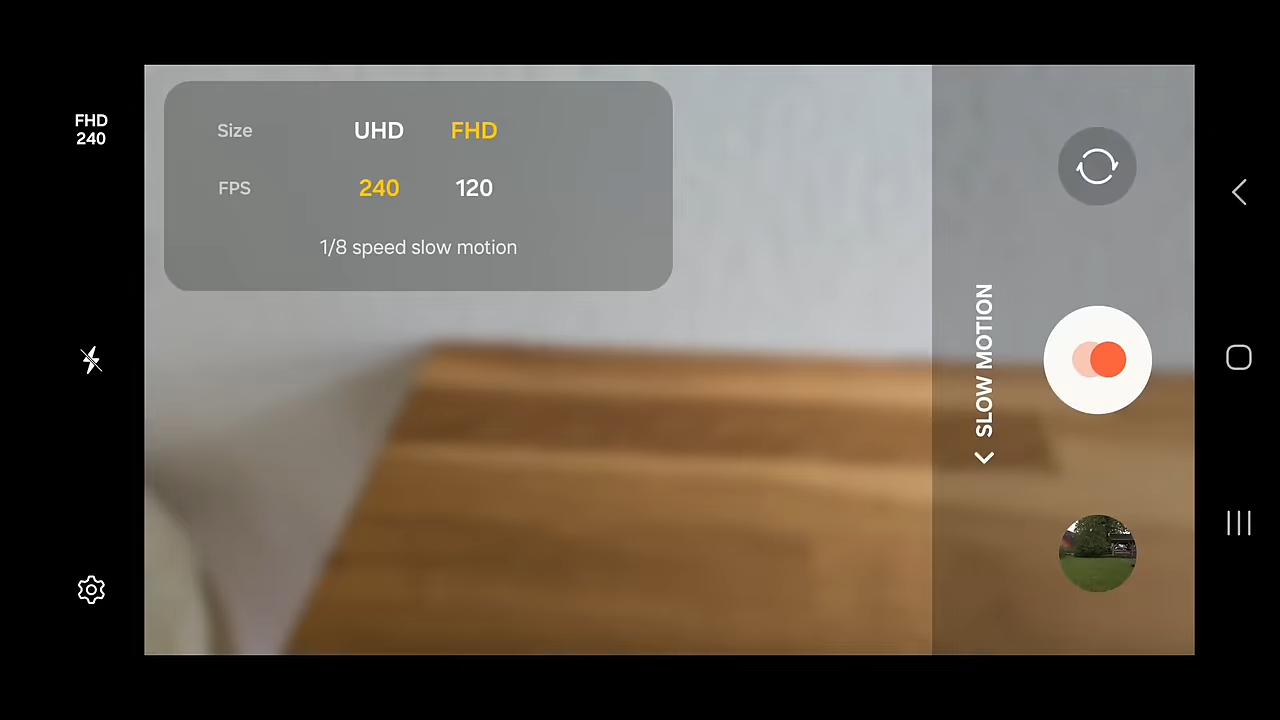 FHD
240
Size UHD FHD
FPS 240 120
1/8 speed slow motion
SLOW MOTION